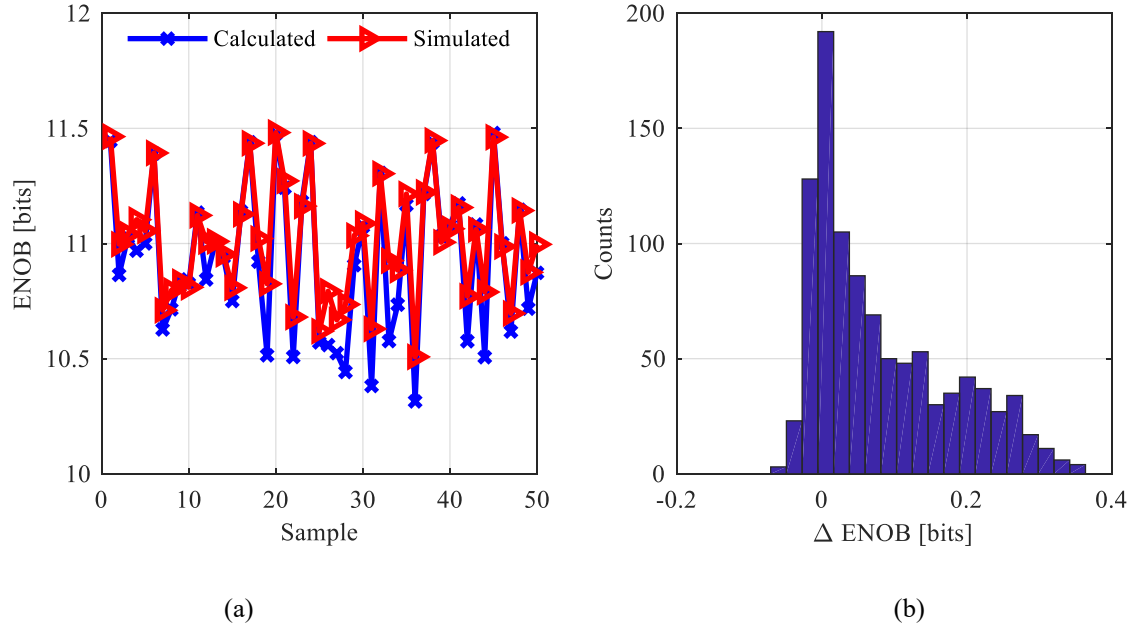 Calculated Simulated
12
11.5
11
10.5
10
ENOB [bits]
0 10 20 30 40 50
Sample
(a)
200
150
100
50
0
Counts
-0.2 0 0.2 0.4
Δ ENOB [bits]
(b)